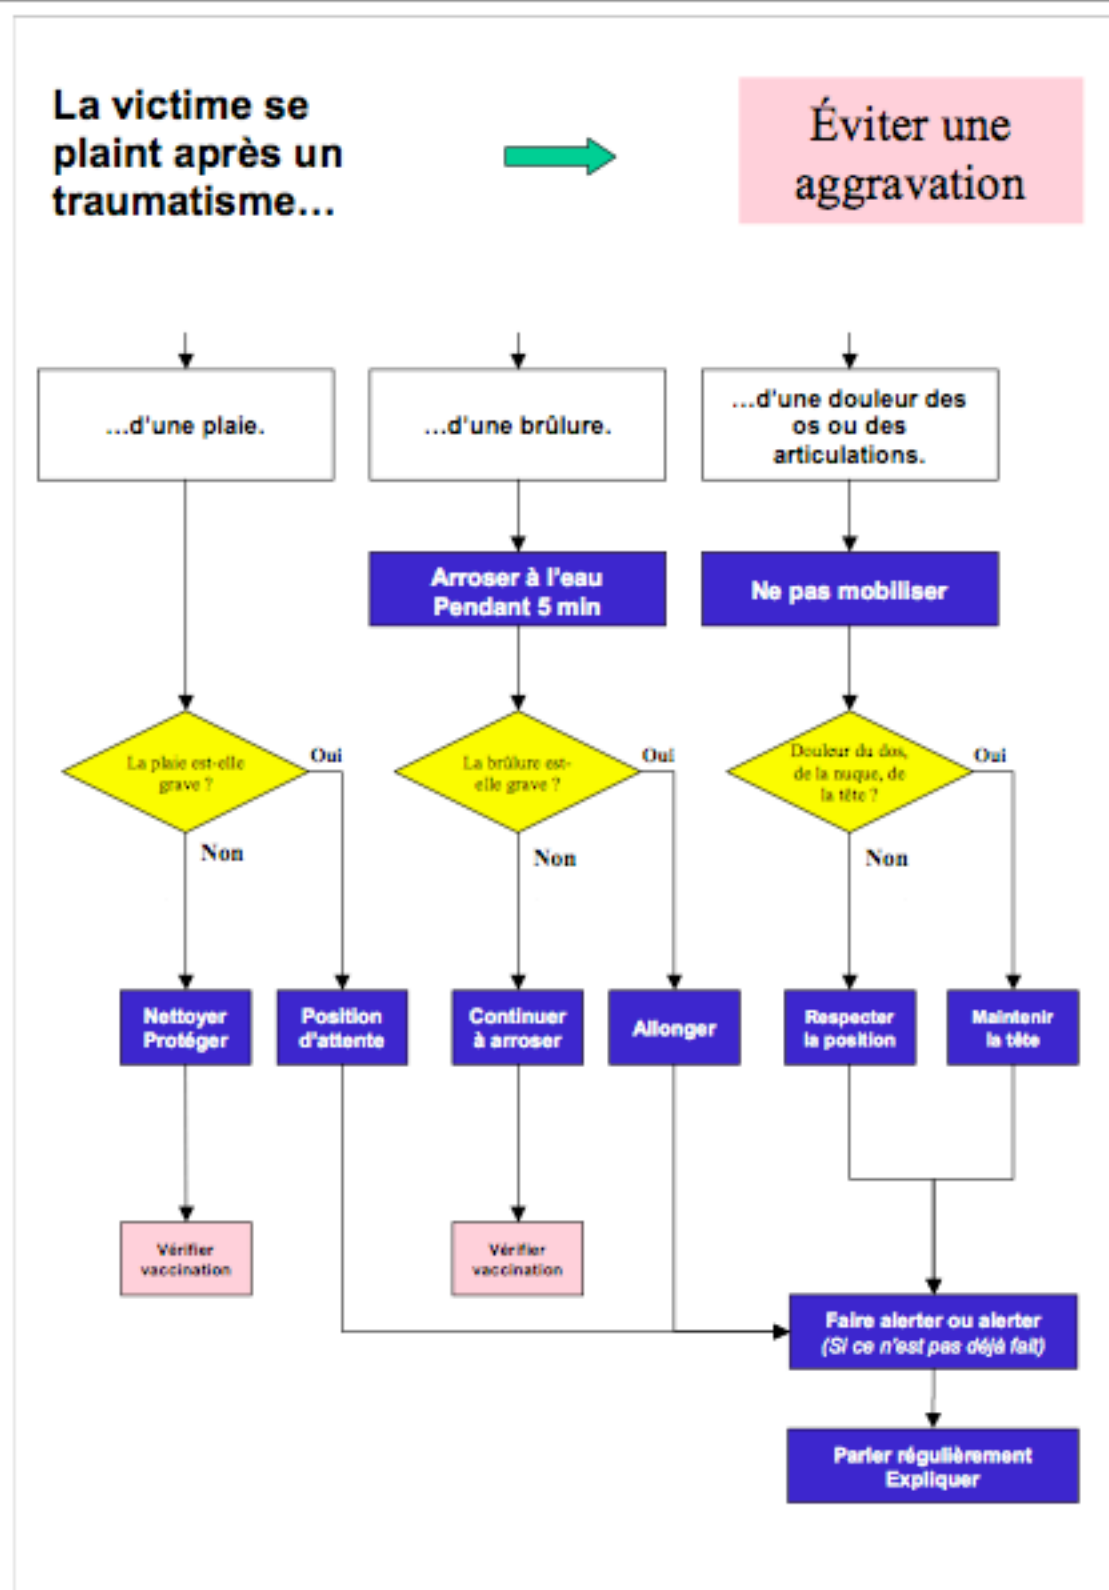 La victime se
plaint après un
traumatisme...
Éviter une
aggravation
...d'une plaie.
...d'une brûlure.
...d'une douleur des
os ou des
articulations.
Arroser à l'eau
Pendant 5 min
Ne pas mobiliser
La plaie est-elle
grave ?
Oui
Non
La brûlure est-
elle grave ?
Oui
Non
Douleur du dos,
de la nuque, de
la tête ?
Oui
Non
Nettoyer
Protéger
Position
d'attente
Continuer
à arroser
Allonger
Respecter
la position
Maintenir
la tête
Vérifier
vaccination
Vérifier
vaccination
Faire alerter ou alerter
(Si ce n'est pas déjà fait)
Parler régulièrement
Expliquer